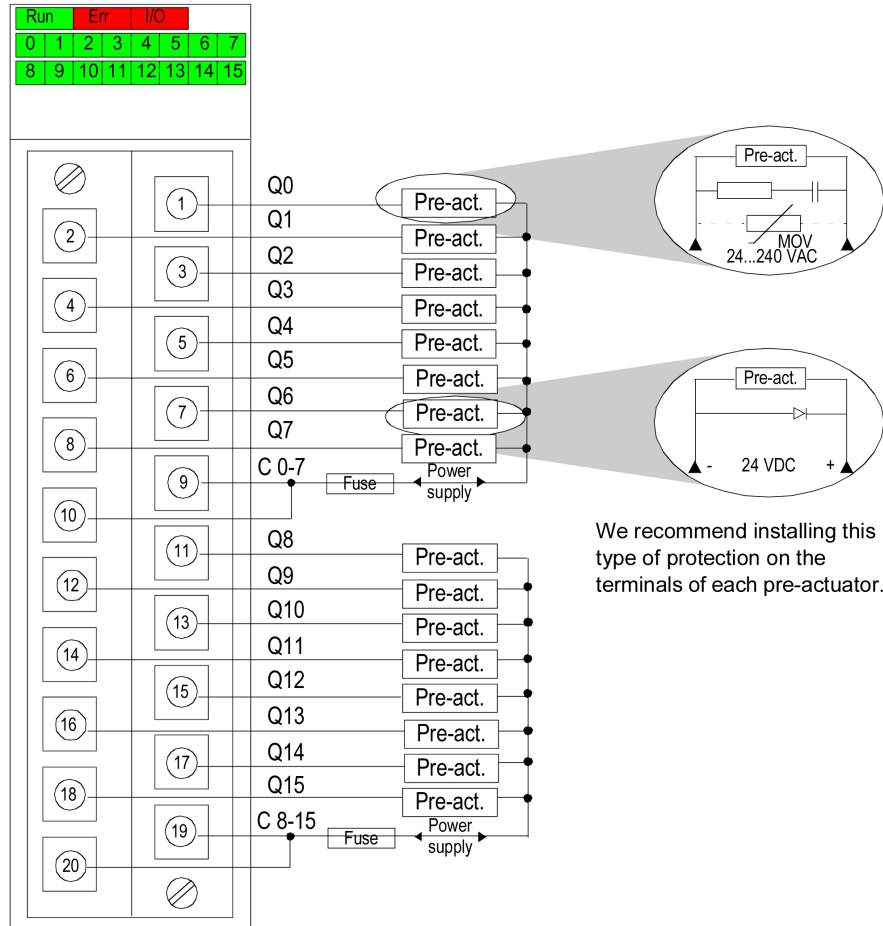 Run Err I/O
0 1 2 3 4 5 6 7
8 9 10 11 12 13 14 15
1 Q0 Pre-act.
2 Q1 Pre-act.
3 Q2 Pre-act.
4 Q3 Pre-act.
5 Q4 Pre-act.
6 Q5 Pre-act.
7 Q6 Pre-act.
8 Q7 Pre-act.
9 C 0-7 Fuse Power supply
10
11 Q8 Pre-act.
12 Q9 Pre-act.
13 Q10 Pre-act.
14 Q11 Pre-act.
15 Q12 Pre-act.
16 Q13 Pre-act.
17 Q14 Pre-act.
18 Q15 Pre-act.
19 C 8-15 Fuse Power supply
20
Pre-act.
MOV
24...240 VAC
Pre-act.
- 24 VDC +
We recommend installing this
type of protection on the
terminals of each pre-actuator.